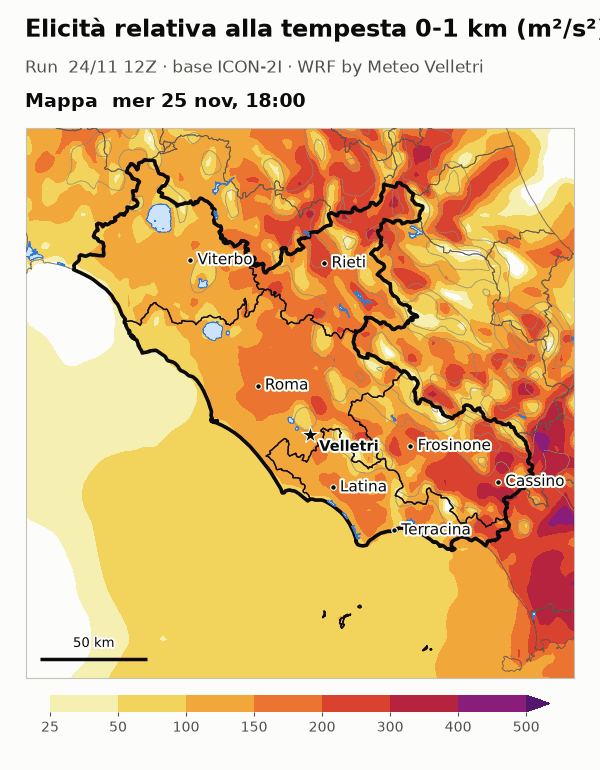 Elicità relativa alla tempesta 0-1 km (m²/s²)
Run 24/11 12Z · base ICON-2I · WRF by Meteo Velletri
Mappa mer 25 nov, 18:00
Viterbo
Rieti
Roma
Velletri
Frosinone
Cassino
Latina
Terracina
50 km
25 50 100 150 200 300 400 500